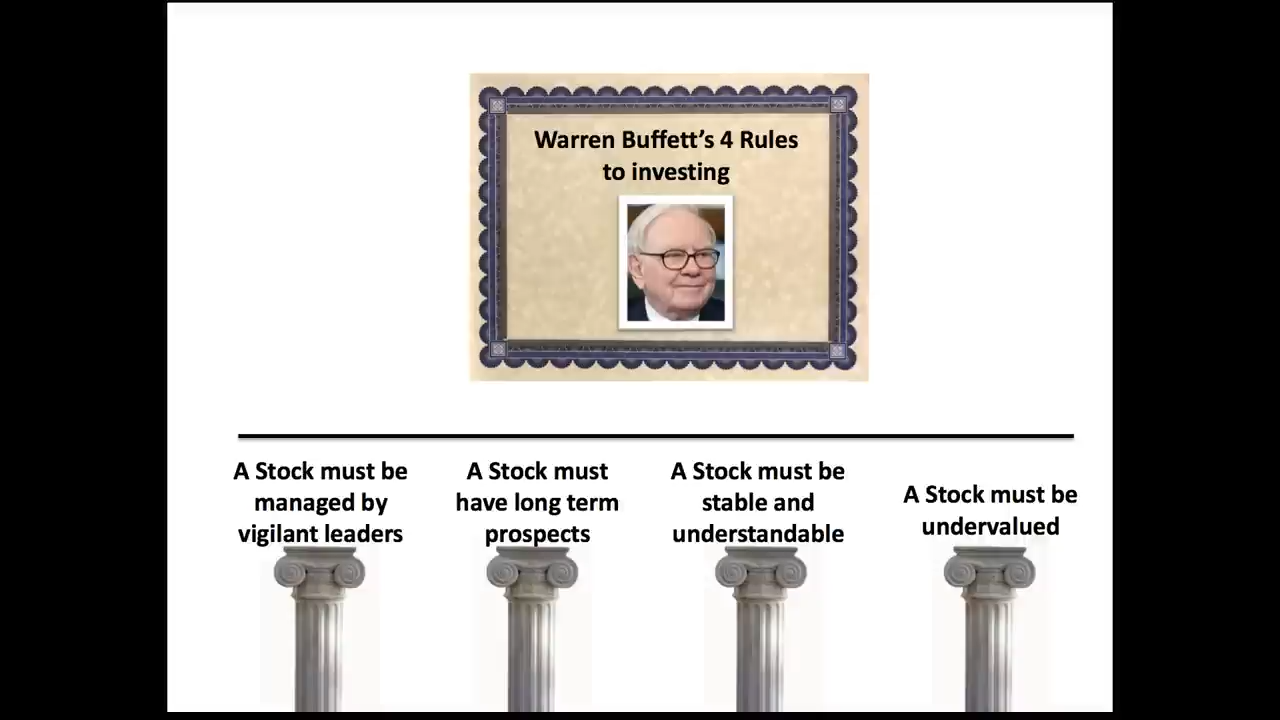 Warren Buffett’s 4 Rules
to investing
A Stock must be
managed by
vigilant leaders
A Stock must
have long term
prospects
A Stock must be
stable and
understandable
A Stock must be
undervalued